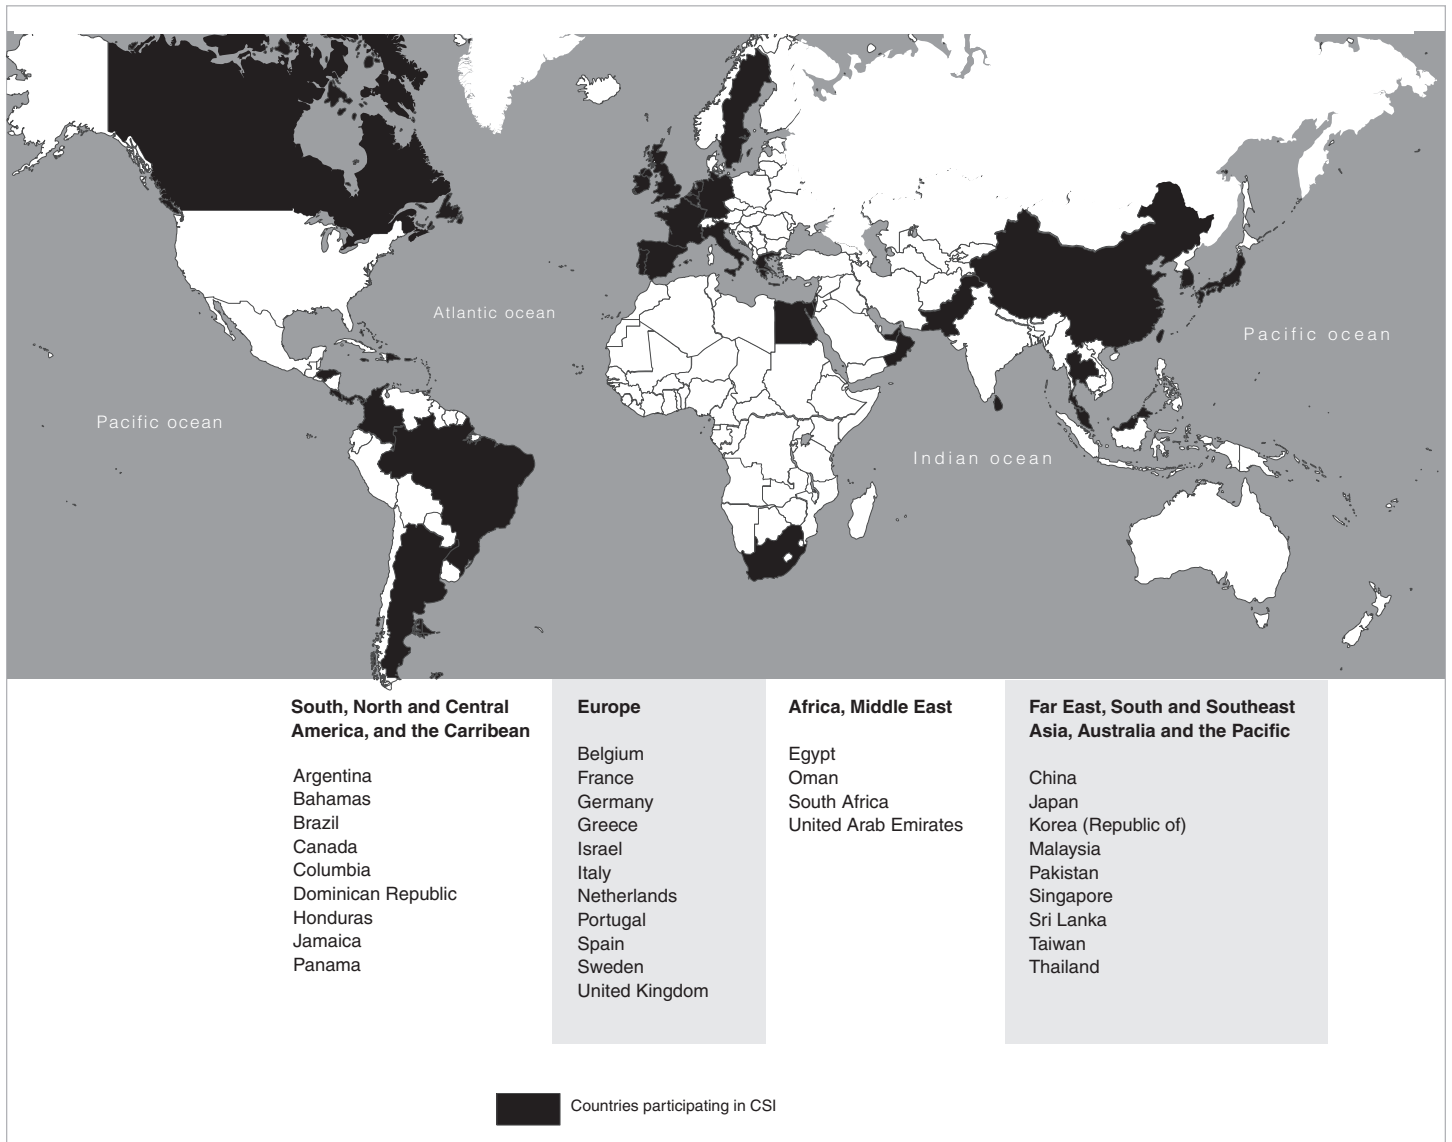 Atlantic ocean
Pacific ocean
Pacific ocean
Indian ocean
South, North and Central
America, and the Carribean
Argentina
Bahamas
Brazil
Canada
Columbia
Dominican Republic
Honduras
Jamaica
Panama
Europe
Belgium
France
Germany
Greece
Israel
Italy
Netherlands
Portugal
Spain
Sweden
United Kingdom
Africa, Middle East
Egypt
Oman
South Africa
United Arab Emirates
Far East, South and Southeast
Asia, Australia and the Pacific
China
Japan
Korea (Republic of)
Malaysia
Pakistan
Singapore
Sri Lanka
Taiwan
Thailand
Countries participating in CSI